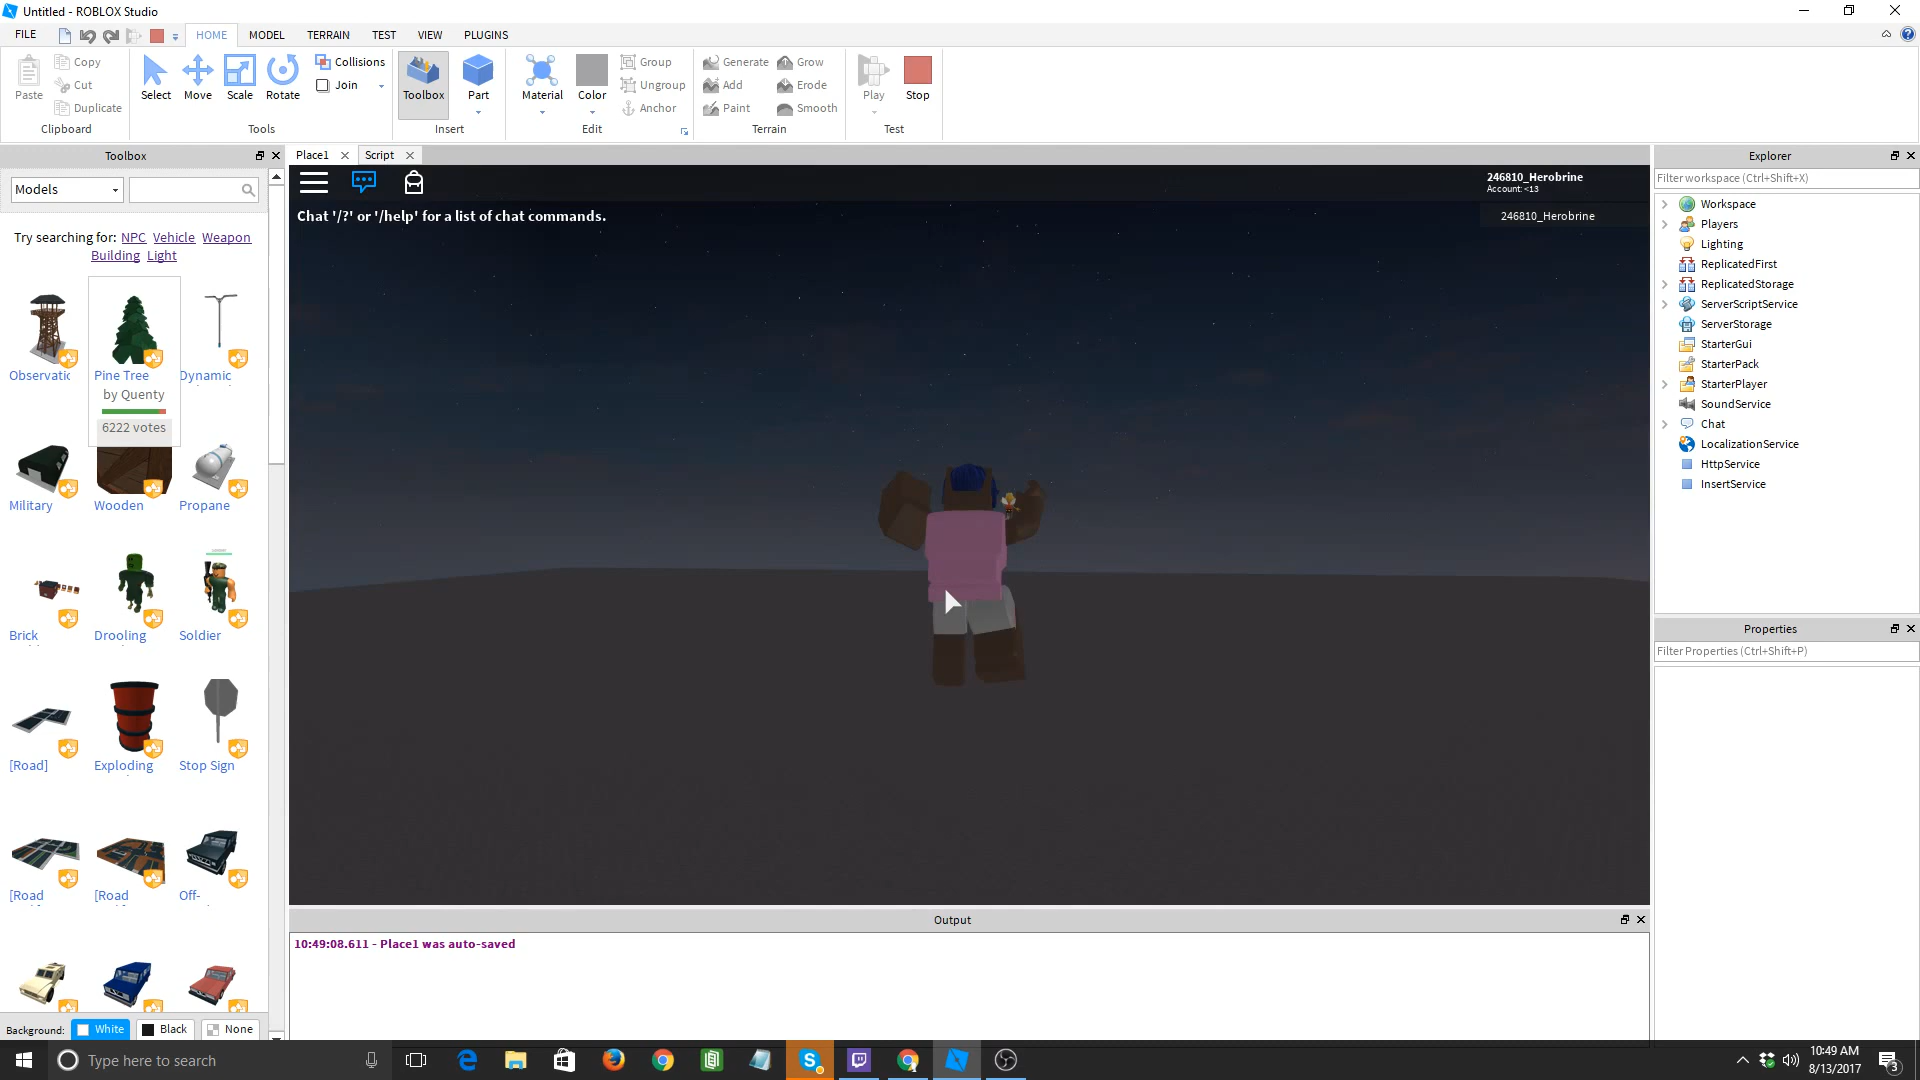 Untitled - ROBLOX Studio
FILE HOME MODEL TERRAIN TEST VIEW PLUGINS
Paste
Copy
Cut
Duplicate
Clipboard
Select Move Scale Rotate
Collisions
Join
Tools
Toolbox Part
Insert
Material Color
Group
Ungroup
Anchor
Edit
Generate Grow
Add Erode
Paint Smooth
Terrain
Play Stop
Test
Toolbox
Models
Try searching for: NPC Vehicle Weapon
Building Light
Observatic Pine Tree Dynamic
by Quenty
6222 votes
Military Wooden Propane
Brick Drooling Soldier
[Road] Exploding Stop Sign
[Road [Road Off-
Background: White Black None
Place1 Script
Chat '/?' or '/help' for a list of chat commands.
246810_Herobrine
Account: <13
246810_Herobrine
Output
10:49:08.611 - Place1 was auto-saved
Explorer
Filter workspace (Ctrl+Shift+X)
Workspace
Players
Lighting
ReplicatedFirst
ReplicatedStorage
ServerScriptService
ServerStorage
StarterGui
StarterPack
StarterPlayer
SoundService
Chat
LocalizationService
HttpService
InsertService
Properties
Filter Properties (Ctrl+Shift+P)
Type here to search
10:49 AM
8/13/2017
3